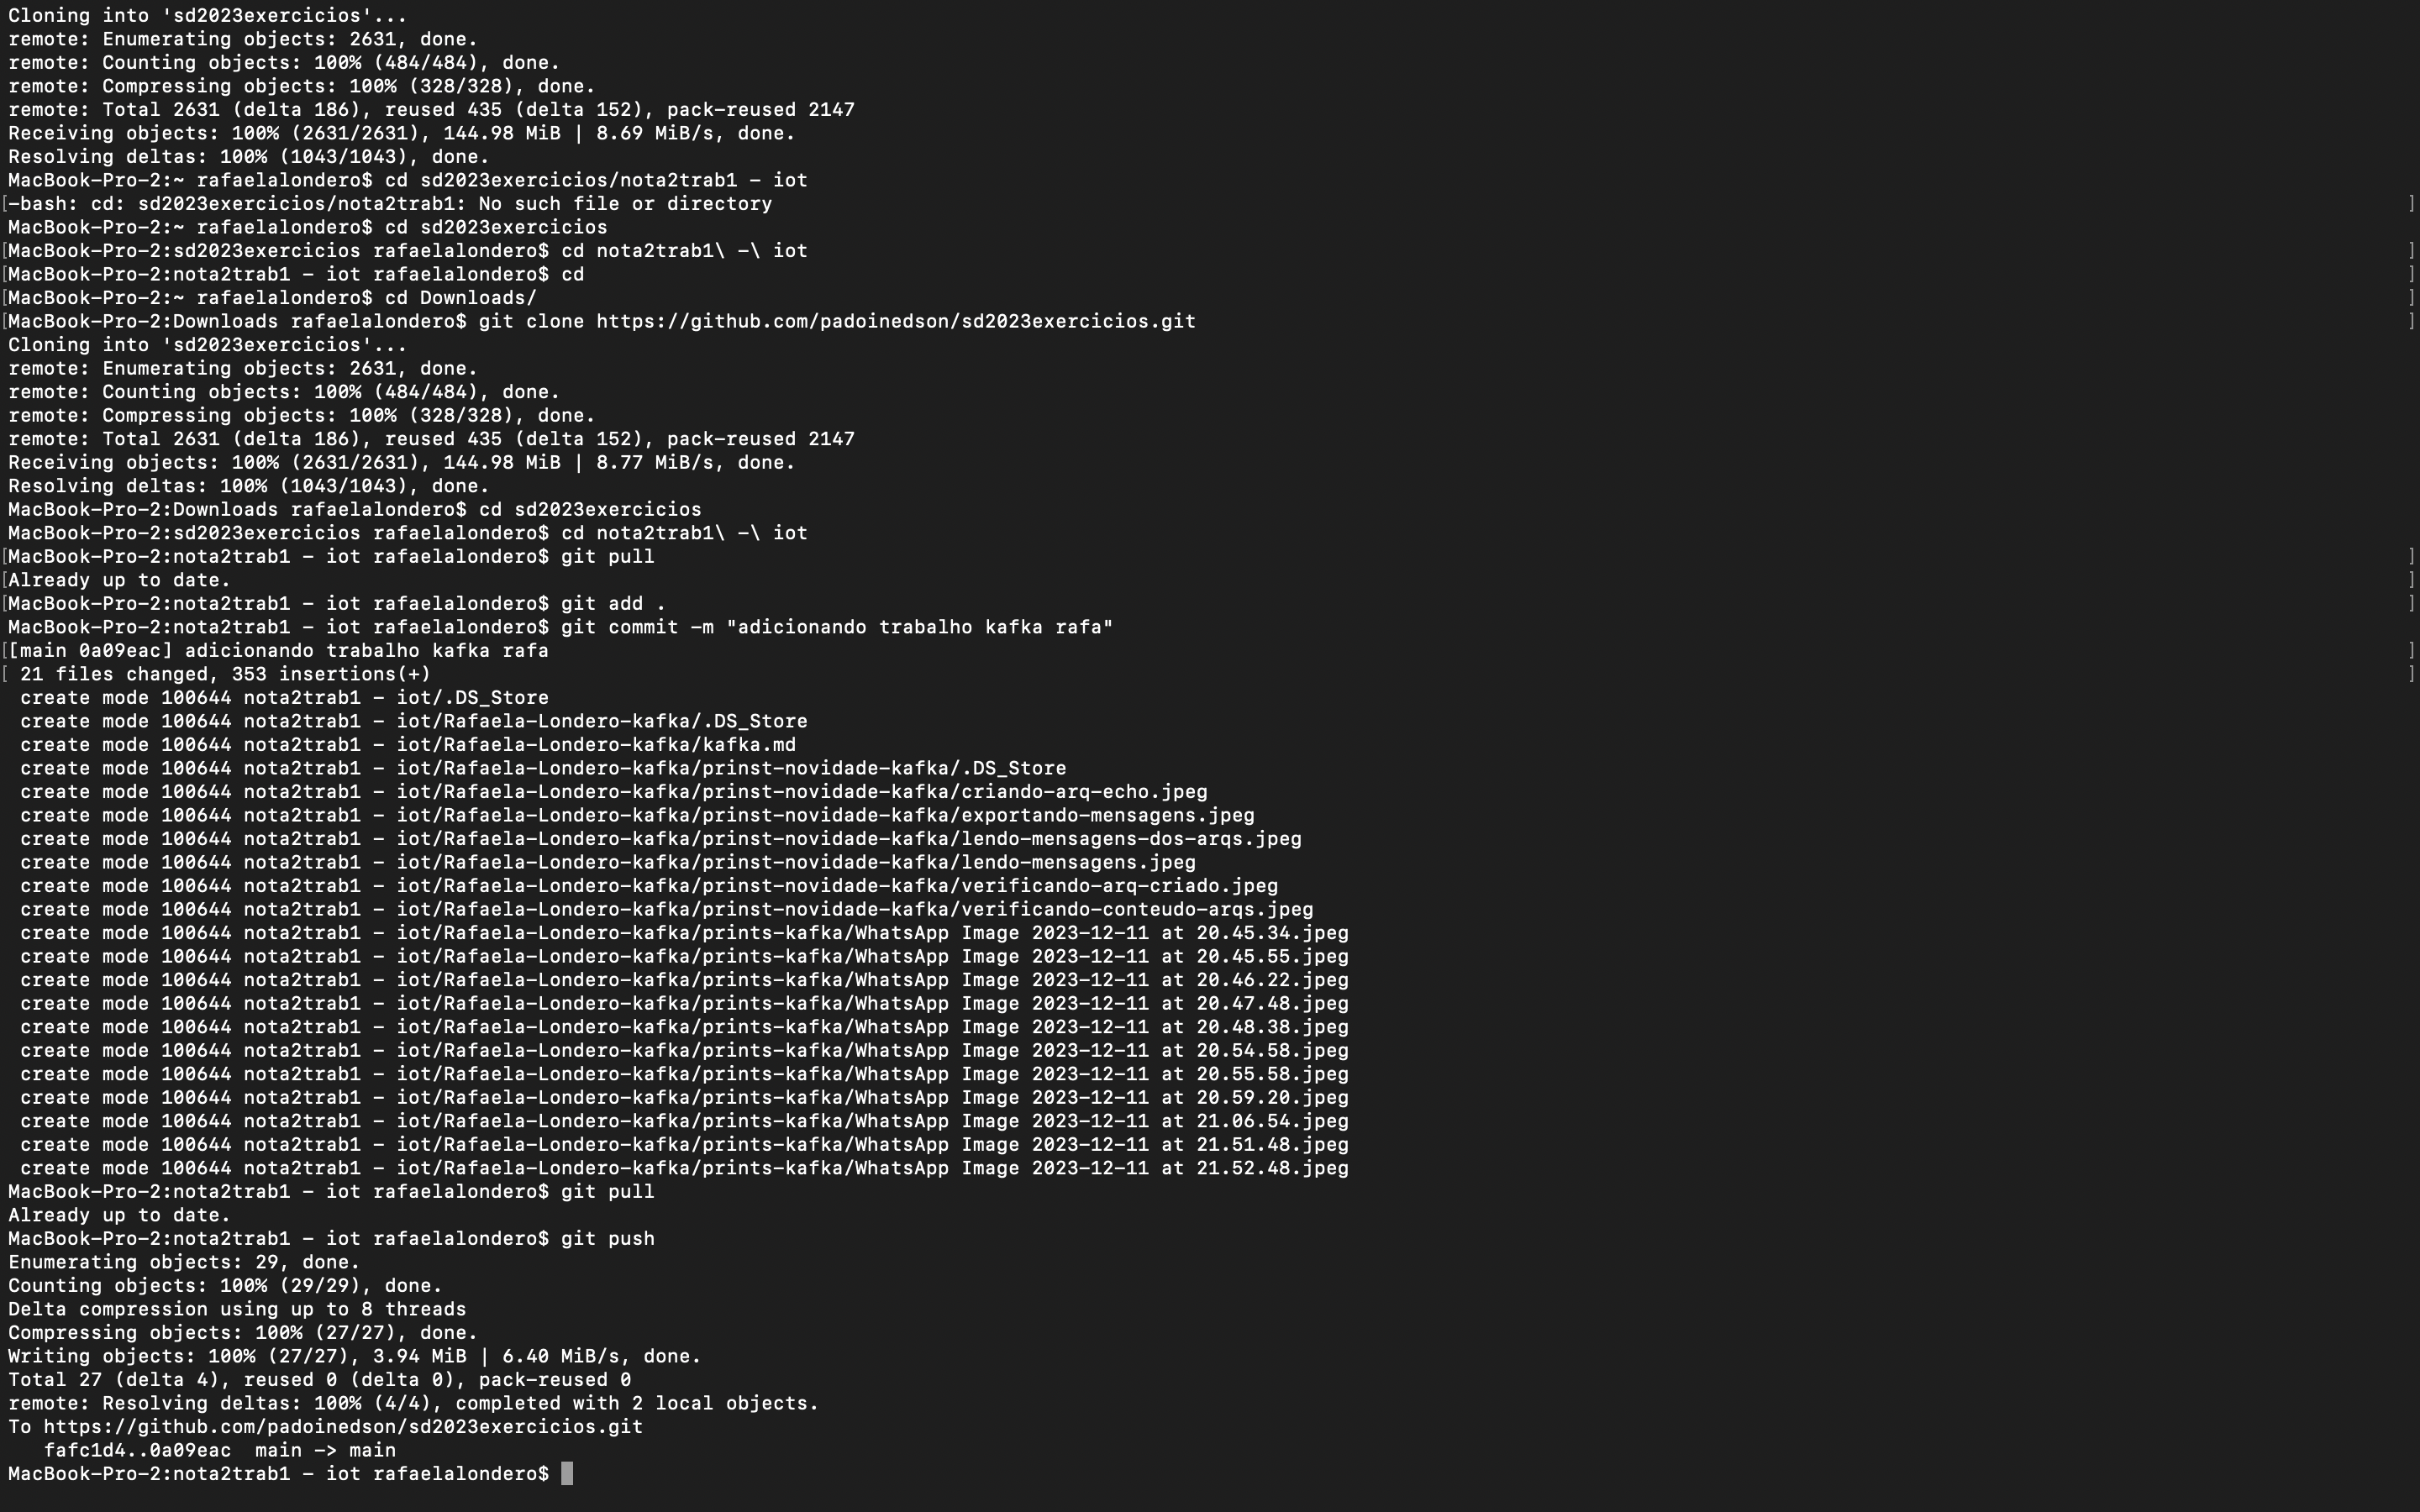 Cloning into 'sd2023exercicios'...
remote: Enumerating objects: 2631, done.
remote: Counting objects: 100% (484/484), done.
remote: Compressing objects: 100% (328/328), done.
remote: Total 2631 (delta 186), reused 435 (delta 152), pack-reused 2147
Receiving objects: 100% (2631/2631), 144.98 MiB | 8.69 MiB/s, done.
Resolving deltas: 100% (1043/1043), done.
MacBook-Pro-2:~ rafaelalondero$ cd sd2023exercicios/nota2trab1 - iot
[-bash: cd: sd2023exercicios/nota2trab1: No such file or directory ]
MacBook-Pro-2:~ rafaelalondero$ cd sd2023exercicios
[MacBook-Pro-2:sd2023exercicios rafaelalondero$ cd nota2trab1\ -\ iot ]
[MacBook-Pro-2:nota2trab1 - iot rafaelalondero$ cd ]
[MacBook-Pro-2:~ rafaelalondero$ cd Downloads/ ]
[MacBook-Pro-2:Downloads rafaelalondero$ git clone https://github.com/padoinedson/sd2023exercicios.git ]
Cloning into 'sd2023exercicios'...
remote: Enumerating objects: 2631, done.
remote: Counting objects: 100% (484/484), done.
remote: Compressing objects: 100% (328/328), done.
remote: Total 2631 (delta 186), reused 435 (delta 152), pack-reused 2147
Receiving objects: 100% (2631/2631), 144.98 MiB | 8.77 MiB/s, done.
Resolving deltas: 100% (1043/1043), done.
MacBook-Pro-2:Downloads rafaelalondero$ cd sd2023exercicios
MacBook-Pro-2:sd2023exercicios rafaelalondero$ cd nota2trab1\ -\ iot
[MacBook-Pro-2:nota2trab1 - iot rafaelalondero$ git pull ]
[Already up to date. ]
[MacBook-Pro-2:nota2trab1 - iot rafaelalondero$ git add . ]
MacBook-Pro-2:nota2trab1 - iot rafaelalondero$ git commit -m "adicionando trabalho kafka rafa"
[[main 0a09eac] adicionando trabalho kafka rafa ]
[ 21 files changed, 353 insertions(+) ]
create mode 100644 nota2trab1 - iot/.DS_Store
create mode 100644 nota2trab1 - iot/Rafaela-Londero-kafka/.DS_Store
create mode 100644 nota2trab1 - iot/Rafaela-Londero-kafka/kafka.md
create mode 100644 nota2trab1 - iot/Rafaela-Londero-kafka/prinst-novidade-kafka/.DS_Store
create mode 100644 nota2trab1 - iot/Rafaela-Londero-kafka/prinst-novidade-kafka/criando-arq-echo.jpeg
create mode 100644 nota2trab1 - iot/Rafaela-Londero-kafka/prinst-novidade-kafka/exportando-mensagens.jpeg
create mode 100644 nota2trab1 - iot/Rafaela-Londero-kafka/prinst-novidade-kafka/lendo-mensagens-dos-arqs.jpeg
create mode 100644 nota2trab1 - iot/Rafaela-Londero-kafka/prinst-novidade-kafka/lendo-mensagens.jpeg
create mode 100644 nota2trab1 - iot/Rafaela-Londero-kafka/prinst-novidade-kafka/verificando-arq-criado.jpeg
create mode 100644 nota2trab1 - iot/Rafaela-Londero-kafka/prinst-novidade-kafka/verificando-conteudo-arqs.jpeg
create mode 100644 nota2trab1 - iot/Rafaela-Londero-kafka/prints-kafka/WhatsApp Image 2023-12-11 at 20.45.34.jpeg
create mode 100644 nota2trab1 - iot/Rafaela-Londero-kafka/prints-kafka/WhatsApp Image 2023-12-11 at 20.45.55.jpeg
create mode 100644 nota2trab1 - iot/Rafaela-Londero-kafka/prints-kafka/WhatsApp Image 2023-12-11 at 20.46.22.jpeg
create mode 100644 nota2trab1 - iot/Rafaela-Londero-kafka/prints-kafka/WhatsApp Image 2023-12-11 at 20.47.48.jpeg
create mode 100644 nota2trab1 - iot/Rafaela-Londero-kafka/prints-kafka/WhatsApp Image 2023-12-11 at 20.48.38.jpeg
create mode 100644 nota2trab1 - iot/Rafaela-Londero-kafka/prints-kafka/WhatsApp Image 2023-12-11 at 20.54.58.jpeg
create mode 100644 nota2trab1 - iot/Rafaela-Londero-kafka/prints-kafka/WhatsApp Image 2023-12-11 at 20.55.58.jpeg
create mode 100644 nota2trab1 - iot/Rafaela-Londero-kafka/prints-kafka/WhatsApp Image 2023-12-11 at 20.59.20.jpeg
create mode 100644 nota2trab1 - iot/Rafaela-Londero-kafka/prints-kafka/WhatsApp Image 2023-12-11 at 21.06.54.jpeg
create mode 100644 nota2trab1 - iot/Rafaela-Londero-kafka/prints-kafka/WhatsApp Image 2023-12-11 at 21.51.48.jpeg
create mode 100644 nota2trab1 - iot/Rafaela-Londero-kafka/prints-kafka/WhatsApp Image 2023-12-11 at 21.52.48.jpeg
MacBook-Pro-2:nota2trab1 - iot rafaelalondero$ git pull
Already up to date.
MacBook-Pro-2:nota2trab1 - iot rafaelalondero$ git push
Enumerating objects: 29, done.
Counting objects: 100% (29/29), done.
Delta compression using up to 8 threads
Compressing objects: 100% (27/27), done.
Writing objects: 100% (27/27), 3.94 MiB | 6.40 MiB/s, done.
Total 27 (delta 4), reused 0 (delta 0), pack-reused 0
remote: Resolving deltas: 100% (4/4), completed with 2 local objects.
To https://github.com/padoinedson/sd2023exercicios.git
fafc1d4..0a09eac  main -> main
MacBook-Pro-2:nota2trab1 - iot rafaelalondero$